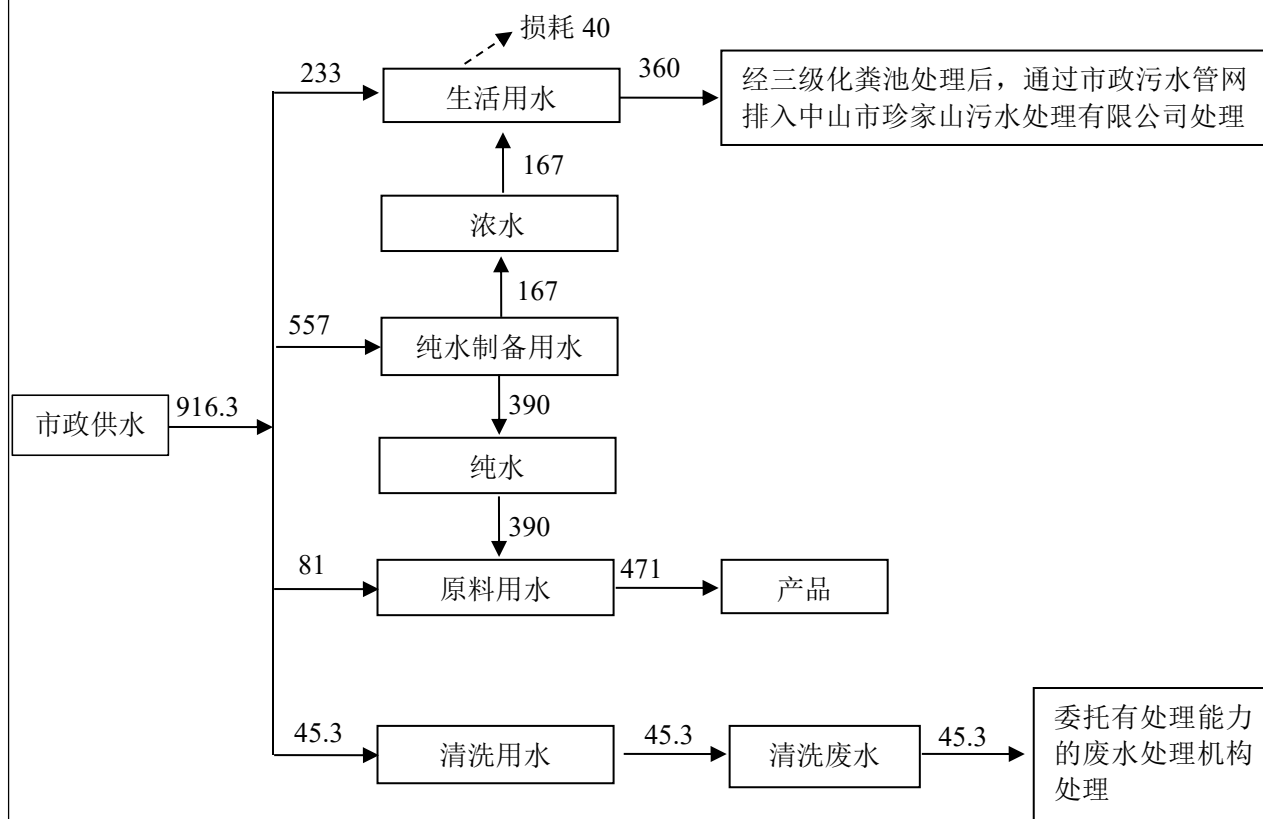 损耗 40
233
生活用水
360
经三级化粪池处理后，通过市政污水管网
排入中山市珍家山污水处理有限公司处理
167
浓水
167
557
纯水制备用水
市政供水
916.3
390
纯水
390
81
原料用水
471
产品
45.3
清洗用水
45.3
清洗废水
45.3
委托有处理能力
的废水处理机构
处理